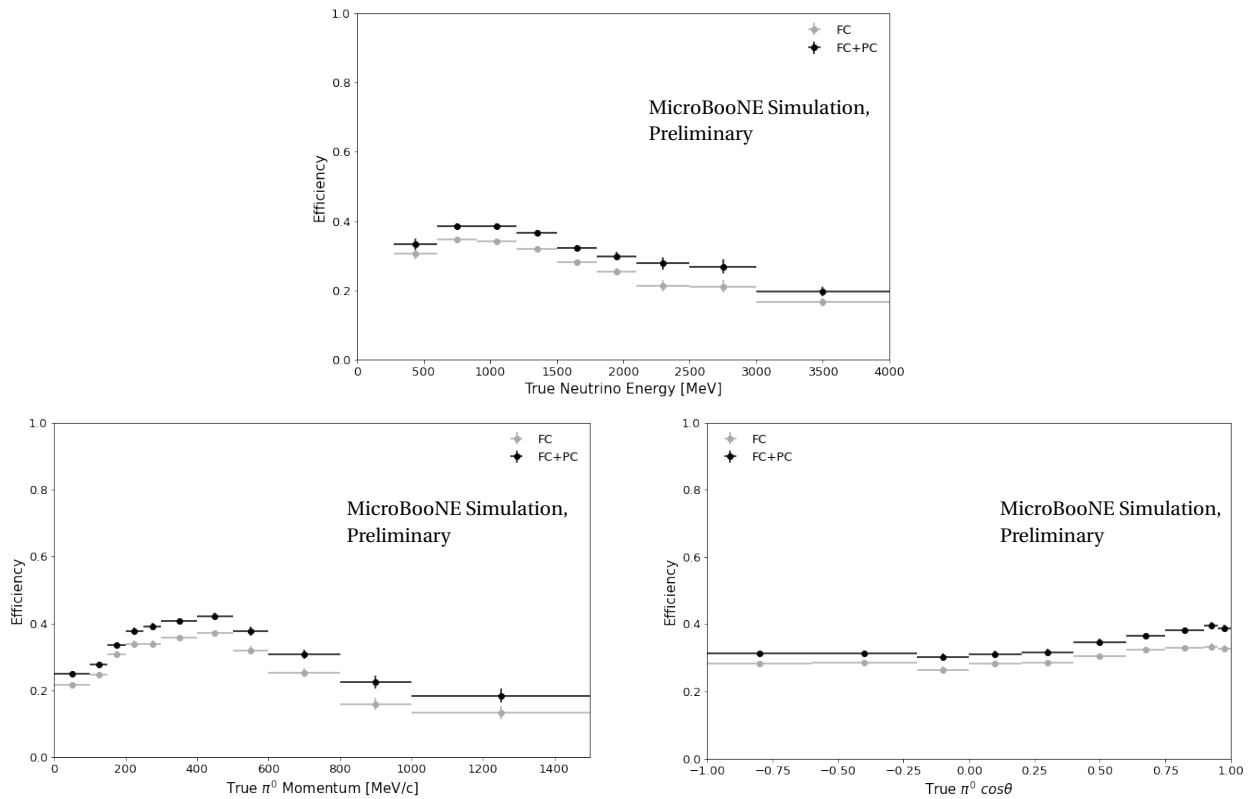 1.0
FC
FC+PC
0.8
MicroBooNE Simulation,
Preliminary
0.6
Efficiency
0.4
0.2
0.0
0 500 1000 1500 2000 2500 3000 3500 4000
True Neutrino Energy [MeV]
1.0
FC
FC+PC
0.8
MicroBooNE Simulation,
Preliminary
0.6
Efficiency
0.4
0.2
0.0
0 200 400 600 800 1000 1200 1400
True π⁰ Momentum [MeV/c]
1.0
FC
FC+PC
0.8
MicroBooNE Simulation,
Preliminary
0.6
Efficiency
0.4
0.2
0.0
−1.00 −0.75 −0.50 −0.25 0.00 0.25 0.50 0.75 1.00
True π⁰ cosθ